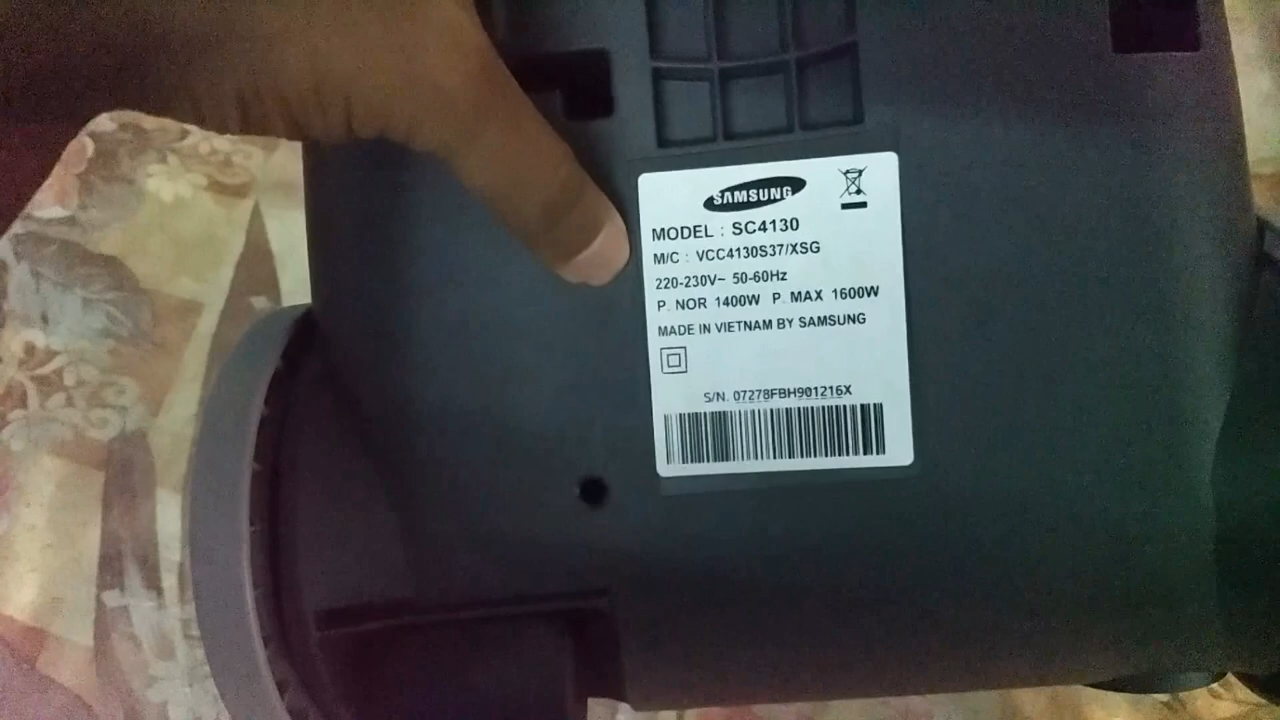 SAMSUNG
MODEL : SC4130
M/C : VCC4130S37/XSG
220-230V~ 50-60Hz
P. NOR 1400W P. MAX 1600W
MADE IN VIETNAM BY SAMSUNG
S/N. 07278FBH901216X